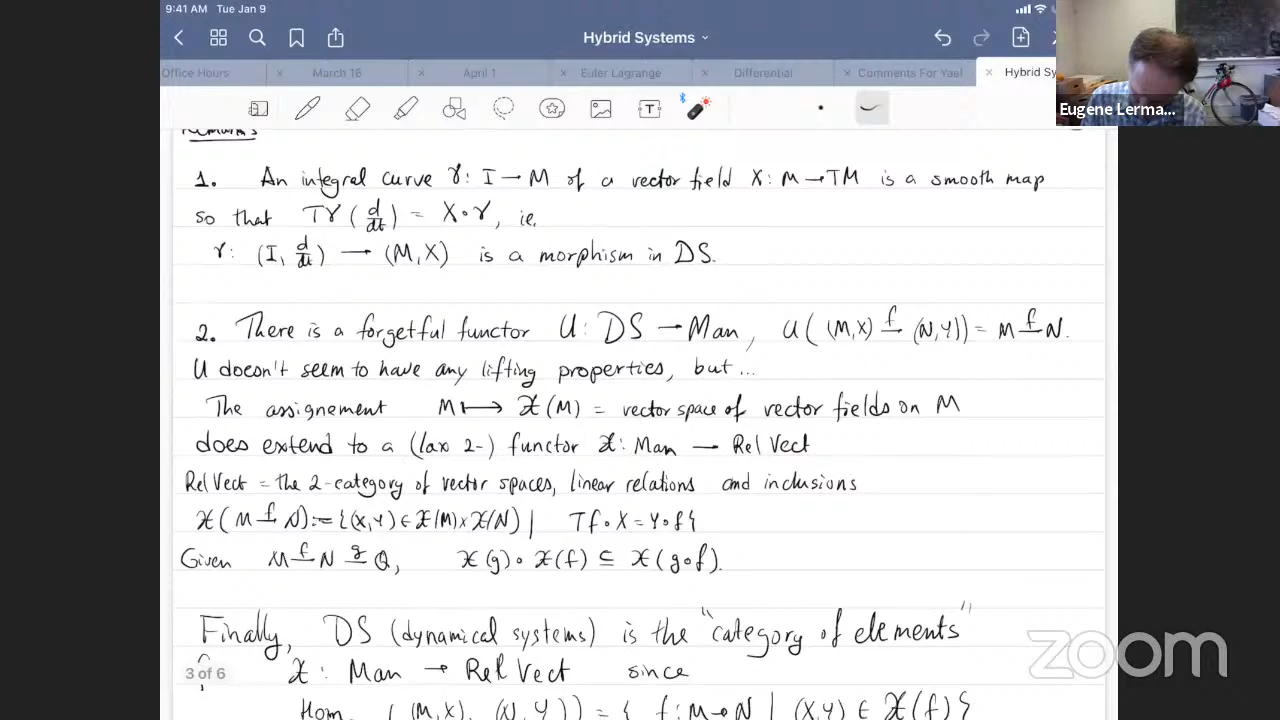 9:41 AM Tue Jan 9
Hybrid Systems
Office Hours
March 16
April 1
Euler Lagrange
Differential
Comments For Yael
Hybrid Sy
Eugene Lerma...
Remarks
1. An integral curve γ: I → M of a vector field X: M → TM is a smooth map
so that Tγ (d/dt) = X∘γ, ie.
γ: (I, d/dt) → (M, X) is a morphism in DS.
2. There is a forgetful functor U: DS → Man, U( (M,X) →f (N,Y)) = M →f N.
U doesn't seem to have any lifting properties, but ...
The assignement M ↦ 𝒳(M) = vector space of vector fields on M
does extend to a (lax 2-) functor 𝒳: Man → Rel Vect
Rel Vect = the 2-category of vector spaces, linear relations and inclusions
𝒳( M →f N) := {(X,Y) ∈ 𝒳(M) × 𝒳(N) | Tf∘X = Y∘f}
Given M →f N →g Q, 𝒳(g) ∘ 𝒳(f) ⊆ 𝒳(g∘f).
Finally, DS (dynamical systems) is the "category of elements"
3 of 6
𝒳: Man → Rel Vect since
Hom ( (M,X), (N,Y)) = { f: M → N | (X,Y) ∈ 𝒳(f)}
zoom